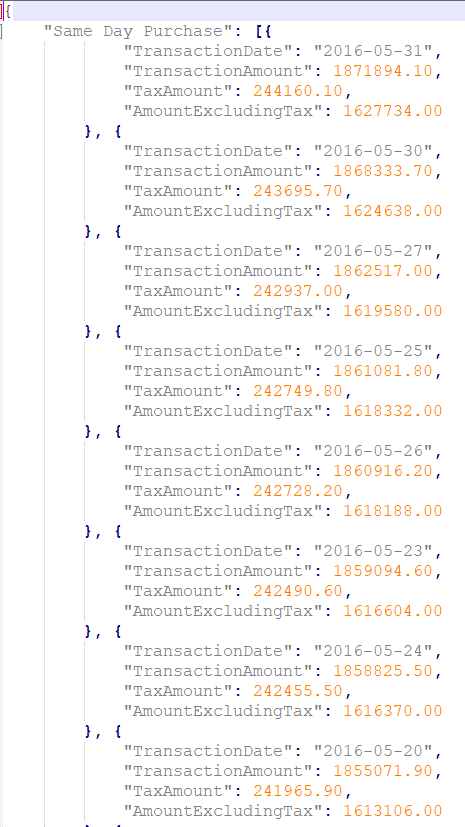 {
"Same Day Purchase": [{
"TransactionDate": "2016-05-31",
"TransactionAmount": 1871894.10,
"TaxAmount": 244160.10,
"AmountExcludingTax": 1627734.00
}, {
"TransactionDate": "2016-05-30",
"TransactionAmount": 1868333.70,
"TaxAmount": 243695.70,
"AmountExcludingTax": 1624638.00
}, {
"TransactionDate": "2016-05-27",
"TransactionAmount": 1862517.00,
"TaxAmount": 242937.00,
"AmountExcludingTax": 1619580.00
}, {
"TransactionDate": "2016-05-25",
"TransactionAmount": 1861081.80,
"TaxAmount": 242749.80,
"AmountExcludingTax": 1618332.00
}, {
"TransactionDate": "2016-05-26",
"TransactionAmount": 1860916.20,
"TaxAmount": 242728.20,
"AmountExcludingTax": 1618188.00
}, {
"TransactionDate": "2016-05-23",
"TransactionAmount": 1859094.60,
"TaxAmount": 242490.60,
"AmountExcludingTax": 1616604.00
}, {
"TransactionDate": "2016-05-24",
"TransactionAmount": 1858825.50,
"TaxAmount": 242455.50,
"AmountExcludingTax": 1616370.00
}, {
"TransactionDate": "2016-05-20",
"TransactionAmount": 1855071.90,
"TaxAmount": 241965.90,
"AmountExcludingTax": 1613106.00